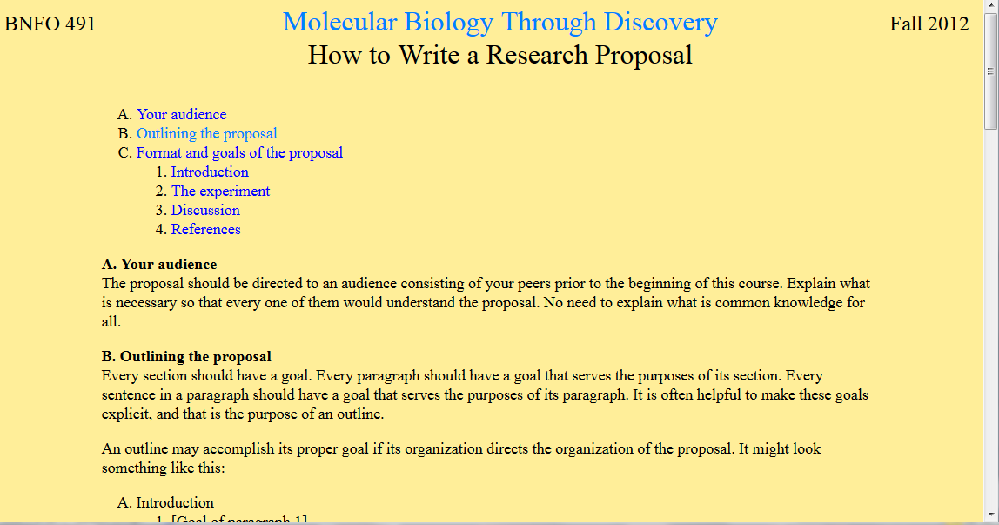 BNFO 491
Molecular Biology Through Discovery
Fall 2012
How to Write a Research Proposal
A. Your audience
B. Outlining the proposal
C. Format and goals of the proposal
1. Introduction
2. The experiment
3. Discussion
4. References
A. Your audience
The proposal should be directed to an audience consisting of your peers prior to the beginning of this course. Explain what
is necessary so that every one of them would understand the proposal. No need to explain what is common knowledge for
all.
B. Outlining the proposal
Every section should have a goal. Every paragraph should have a goal that serves the purposes of its section. Every
sentence in a paragraph should have a goal that serves the purposes of its paragraph. It is often helpful to make these goals
explicit, and that is the purpose of an outline.
An outline may accomplish its proper goal if its organization directs the organization of the proposal. It might look
something like this:
A. Introduction
1. [Goal of paragraph 1]